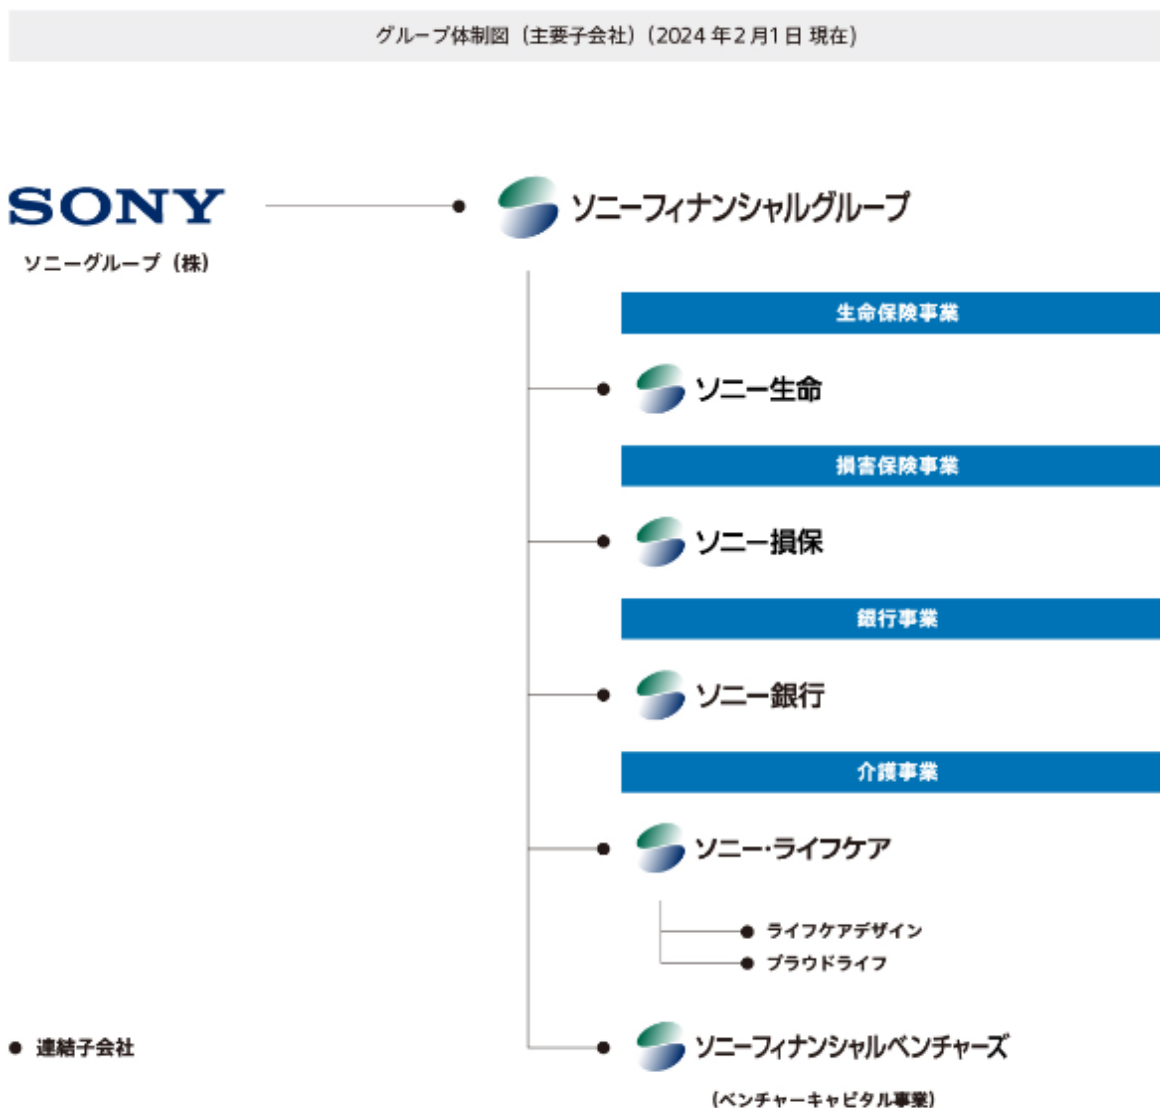 グループ体制図（主要子会社）（2024年2月1日 現在）
SONY
ソニーグループ（株）
ソニーフィナンシャルグループ
生命保険事業
ソニー生命
損害保険事業
ソニー損保
銀行事業
ソニー銀行
介護事業
ソニー・ライフケア
ライフケアデザイン
プラウドライフ
ソニーフィナンシャルベンチャーズ
（ベンチャーキャピタル事業）
連結子会社